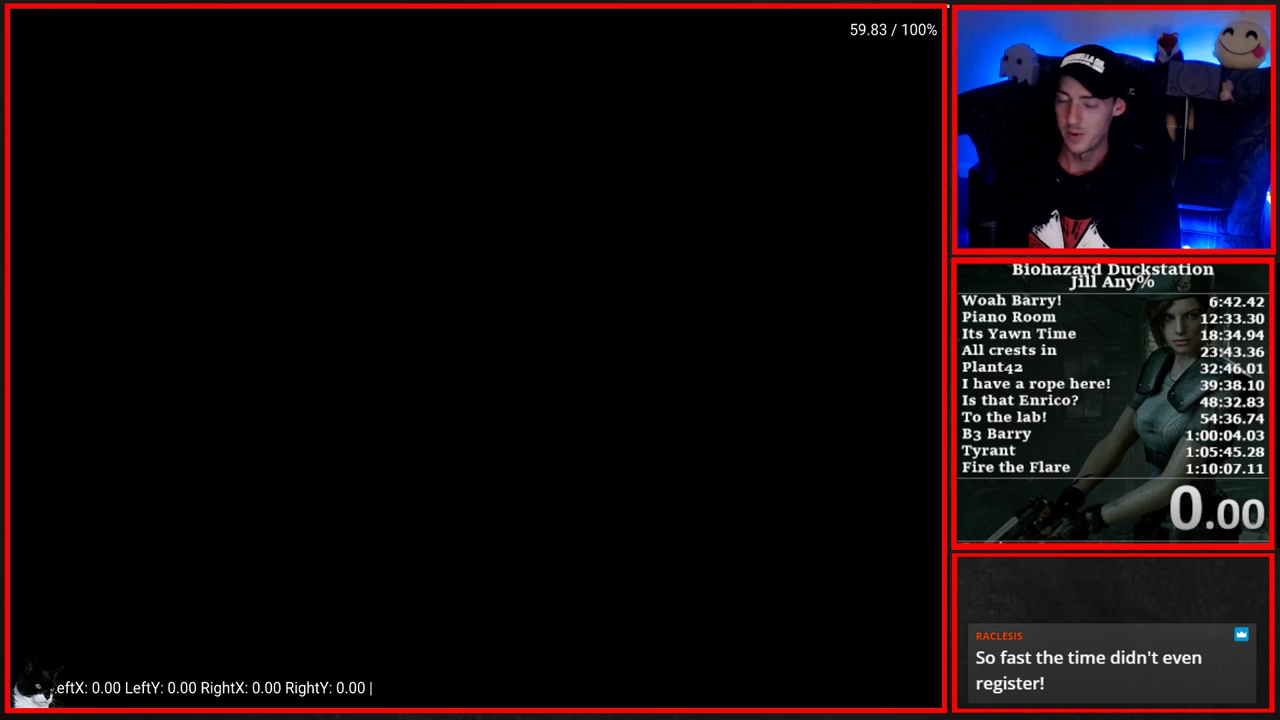 59.83 / 100%
eftX: 0.00 LeftY: 0.00 RightX: 0.00 RightY: 0.00 |
Biohazard Duckstation
Jill Any%
Woah Barry! 6:42.42
Piano Room 12:33.30
Its Yawn Time 18:34.94
All crests in 23:43.36
Plant42 32:46.01
I have a rope here! 39:38.10
Is that Enrico? 48:32.83
To the lab! 54:36.74
B3 Barry 1:00:04.03
Tyrant 1:05:45.28
Fire the Flare 1:10:07.11
0.00
RACLESIS
So fast the time didn't even
register!